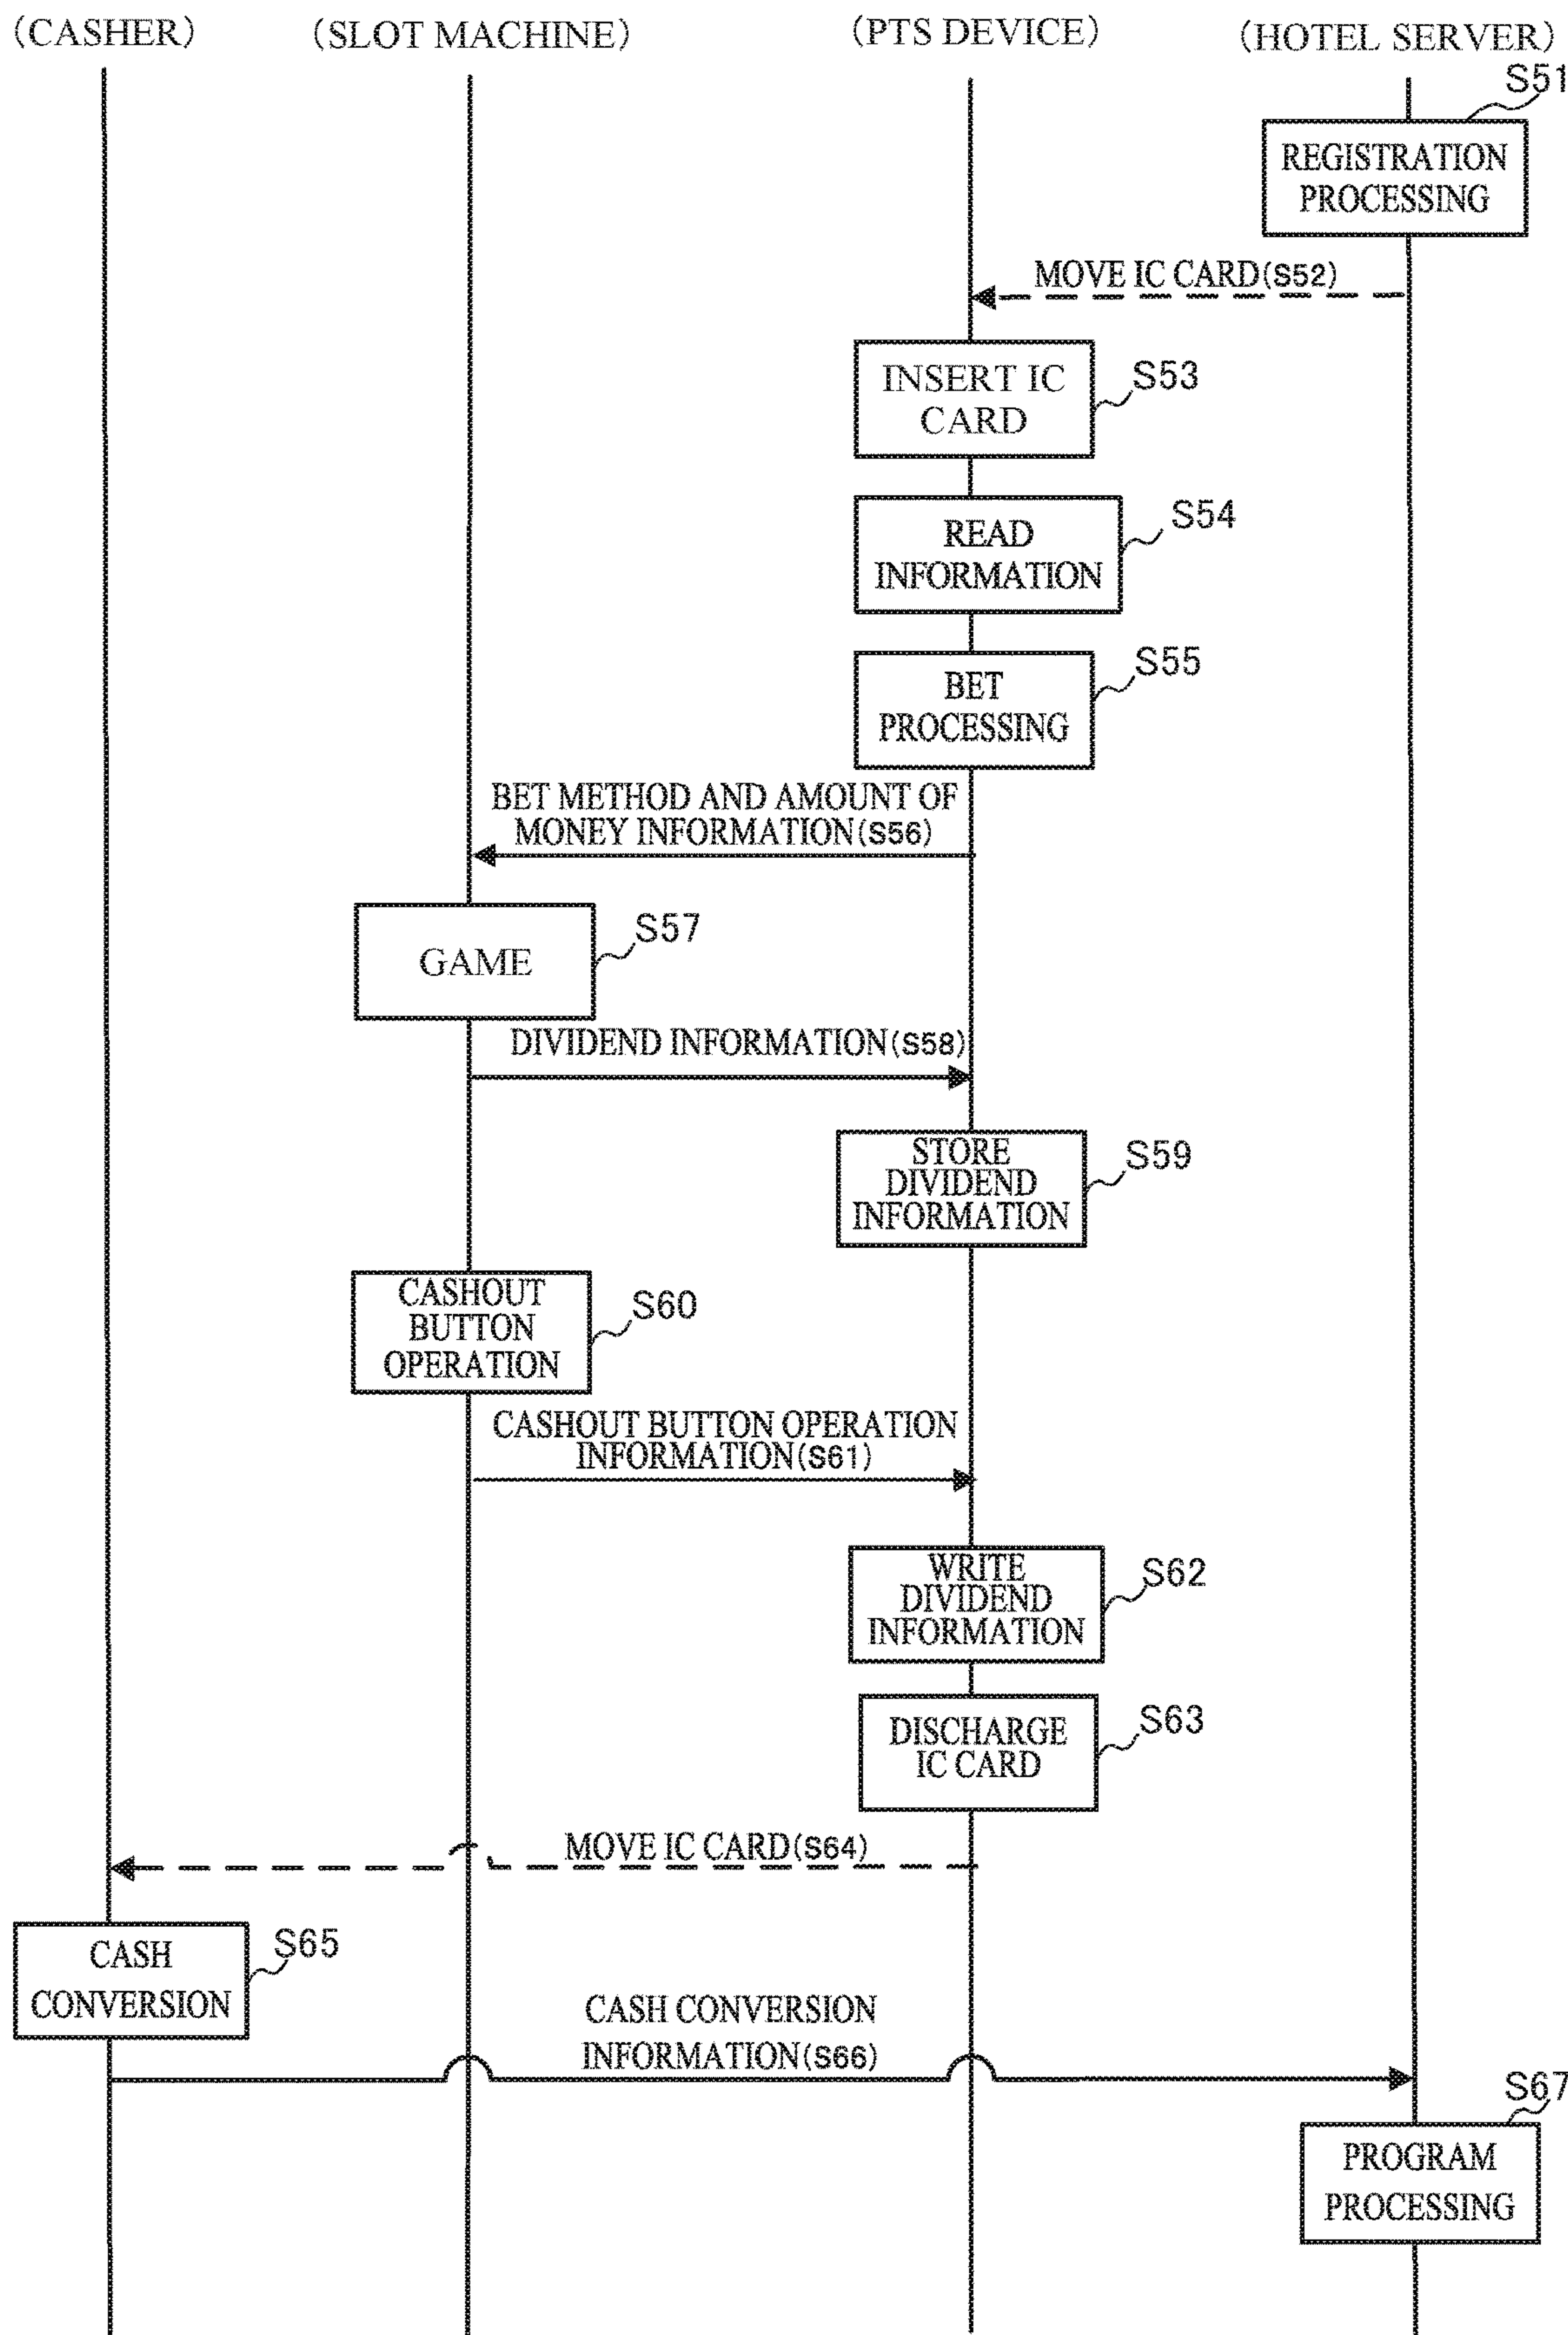 (CASHER)
(SLOT MACHINE)
(PTS DEVICE)
(HOTEL SERVER)
S51
REGISTRATION
PROCESSING
MOVE IC CARD(S52)
INSERT IC
CARD
S53
READ
INFORMATION
S54
BET
PROCESSING
S55
BET METHOD AND AMOUNT OF
MONEY INFORMATION(S56)
GAME
S57
DIVIDEND INFORMATION(S58)
STORE
DIVIDEND
INFORMATION
S59
CASHOUT
BUTTON
OPERATION
S60
CASHOUT BUTTON OPERATION
INFORMATION(S61)
WRITE
DIVIDEND
INFORMATION
S62
DISCHARGE
IC CARD
S63
MOVE IC CARD(S64)
CASH
CONVERSION
S65
CASH CONVERSION
INFORMATION(S66)
S67
PROGRAM
PROCESSING